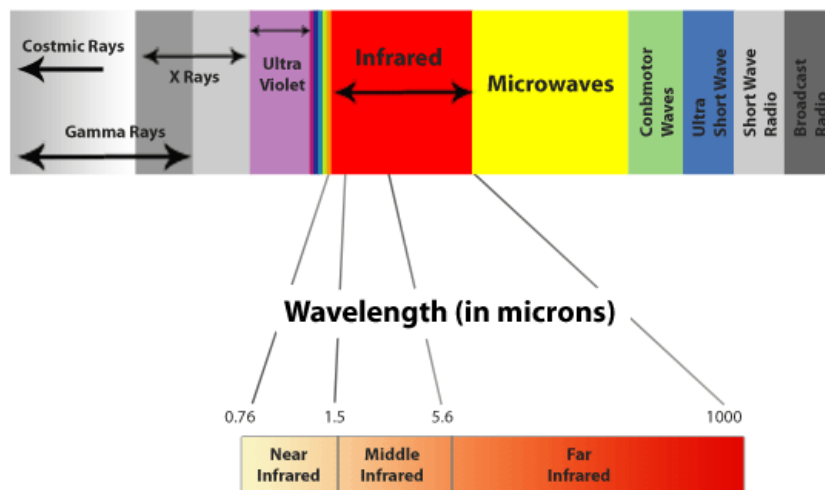 Costmic Rays
X Rays
Gamma Rays
Ultra
Violet
Infrared
Microwaves
Conbmotor
Waves
Ultra
Short Wave
Short Wave
Radio
Broadcast
Radio
Wavelength (in microns)
0.76
1.5
5.6
1000
Near
Infrared
Middle
Infrared
Far
Infrared